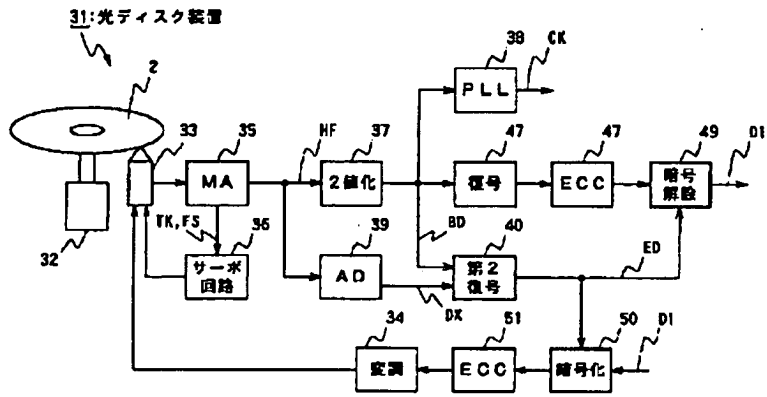 31:光ディスク装置
2
32
33
35
MA
TK,FS
36
サーボ
回路
HF
37
2値化
39
AD
38
PLL
CK
47
復号
47
ECC
49
暗号
解読
D1
BD
DX
40
第2
復号
ED
34
変調
51
ECC
50
暗号化
D1